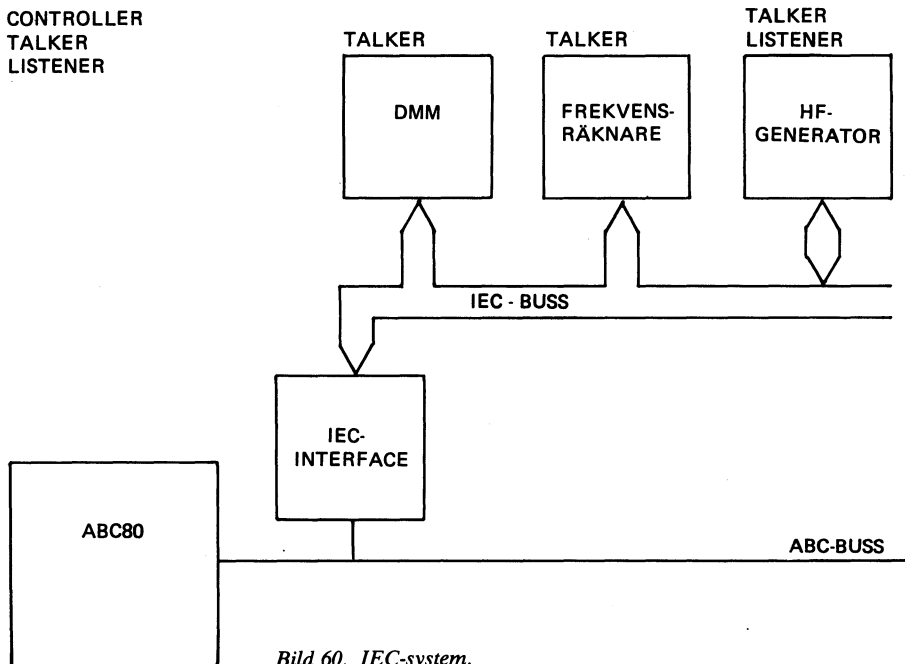 CONTROLLER
TALKER
LISTENER
TALKER
TALKER
TALKER
LISTENER
DMM
FREKVENS-
RÄKNARE
HF-
GENERATOR
IEC - BUSS
IEC-
INTERFACE
ABC80
ABC-BUSS
Bild 60. IEC-system.